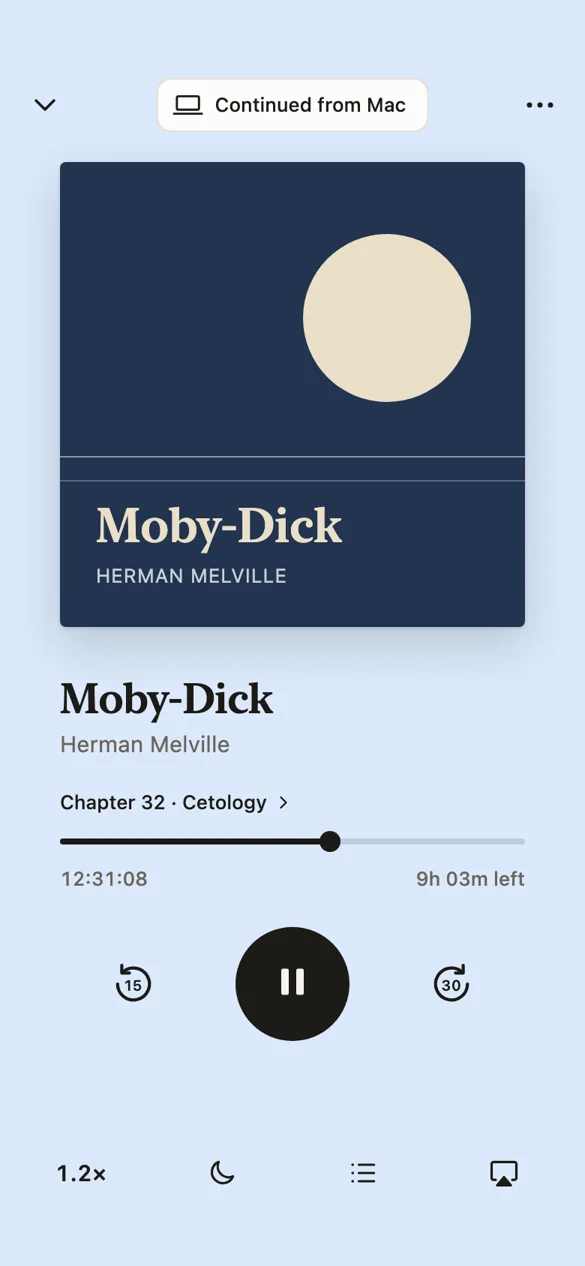 Continued from Mac
Moby-Dick
HERMAN MELVILLE
Moby-Dick
Herman Melville
Chapter 32 · Cetology
12:31:08
9h 03m left
15
30
1.2×